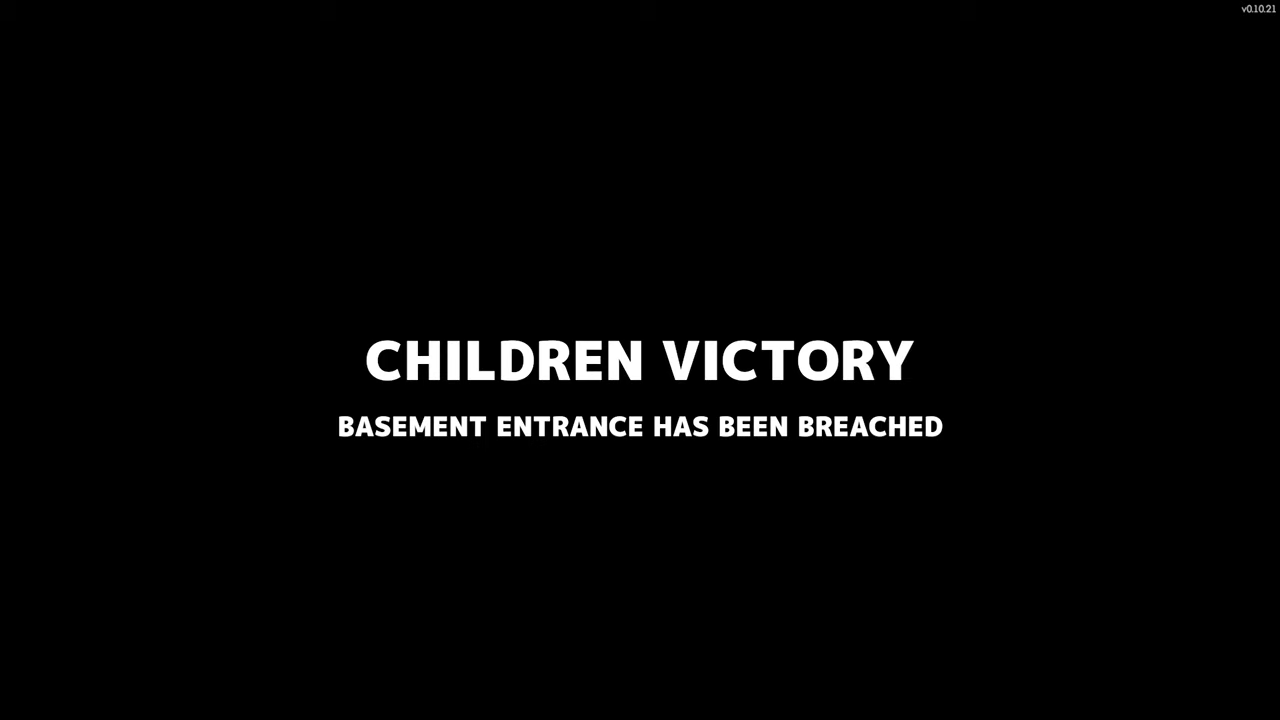 v0.10.21
CHILDREN VICTORY
BASEMENT ENTRANCE HAS BEEN BREACHED